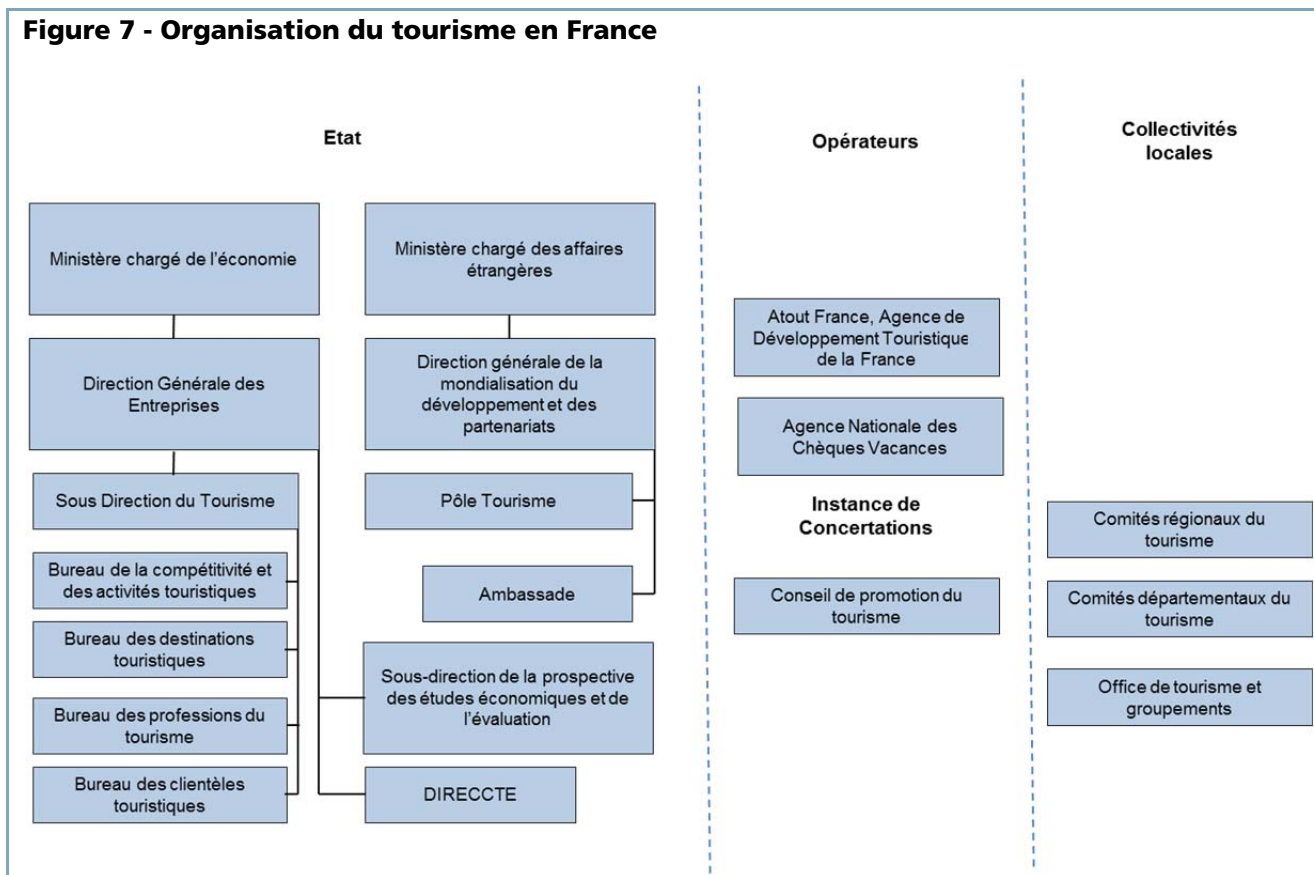 Figure 7 - Organisation du tourisme en France
Etat
Ministère chargé de l'économie
Ministère chargé des affaires
étrangères
Direction Générale des
Entreprises
Direction générale de la
mondialisation du
développement et des
partenariats
Sous Direction du Tourisme
Pôle Tourisme
Bureau de la compétitivité et
des activités touristiques
Ambassade
Bureau des destinations
touristiques
Sous-direction de la prospective
des études économiques et de
l'évaluation
Bureau des professions du
tourisme
Bureau des clientèles
touristiques
DIRECCTE
Opérateurs
Atout France, Agence de
Développement Touristique
de la France
Agence Nationale des
Chèques Vacances
Instance de
Concertations
Conseil de promotion du
tourisme
Collectivités
locales
Comités régionaux du
tourisme
Comités départementaux du
tourisme
Office de tourisme et
groupements